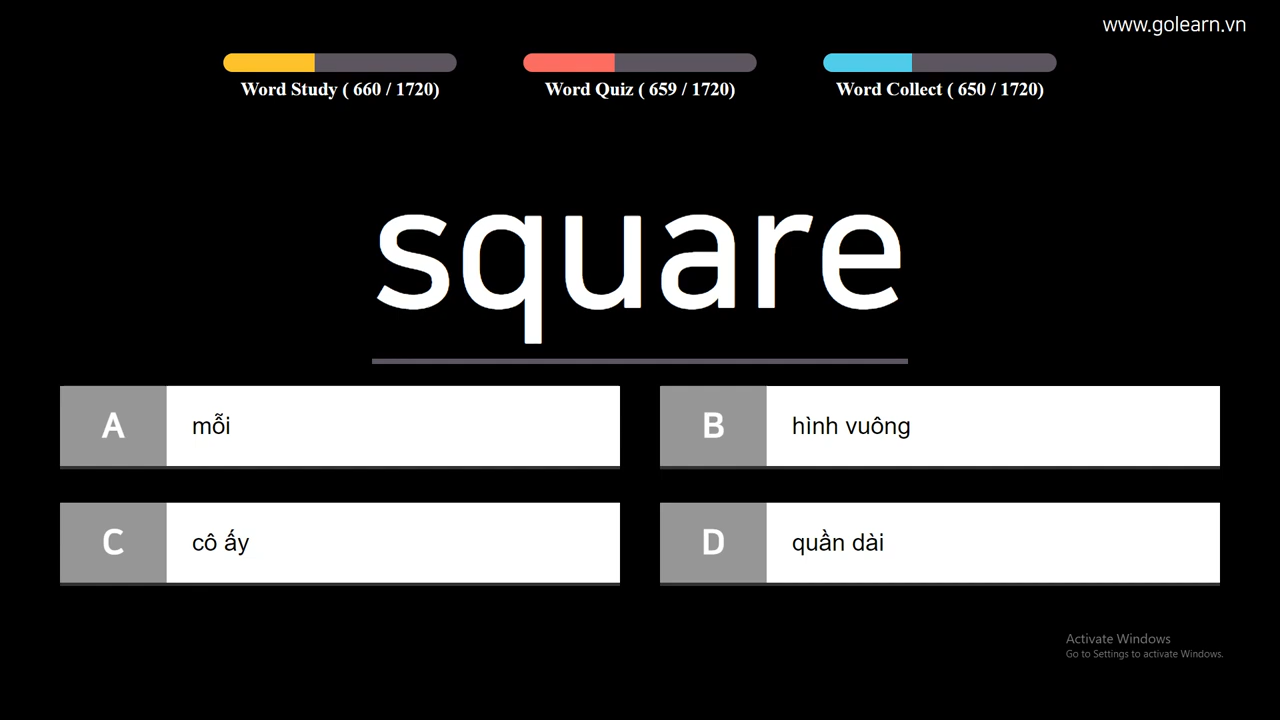 www.golearn.vn
Word Study ( 660 / 1720)
Word Quiz ( 659 / 1720)
Word Collect ( 650 / 1720)
square
A mỗi
B hình vuông
C cô ấy
D quần dài
Activate Windows
Go to Settings to activate Windows.